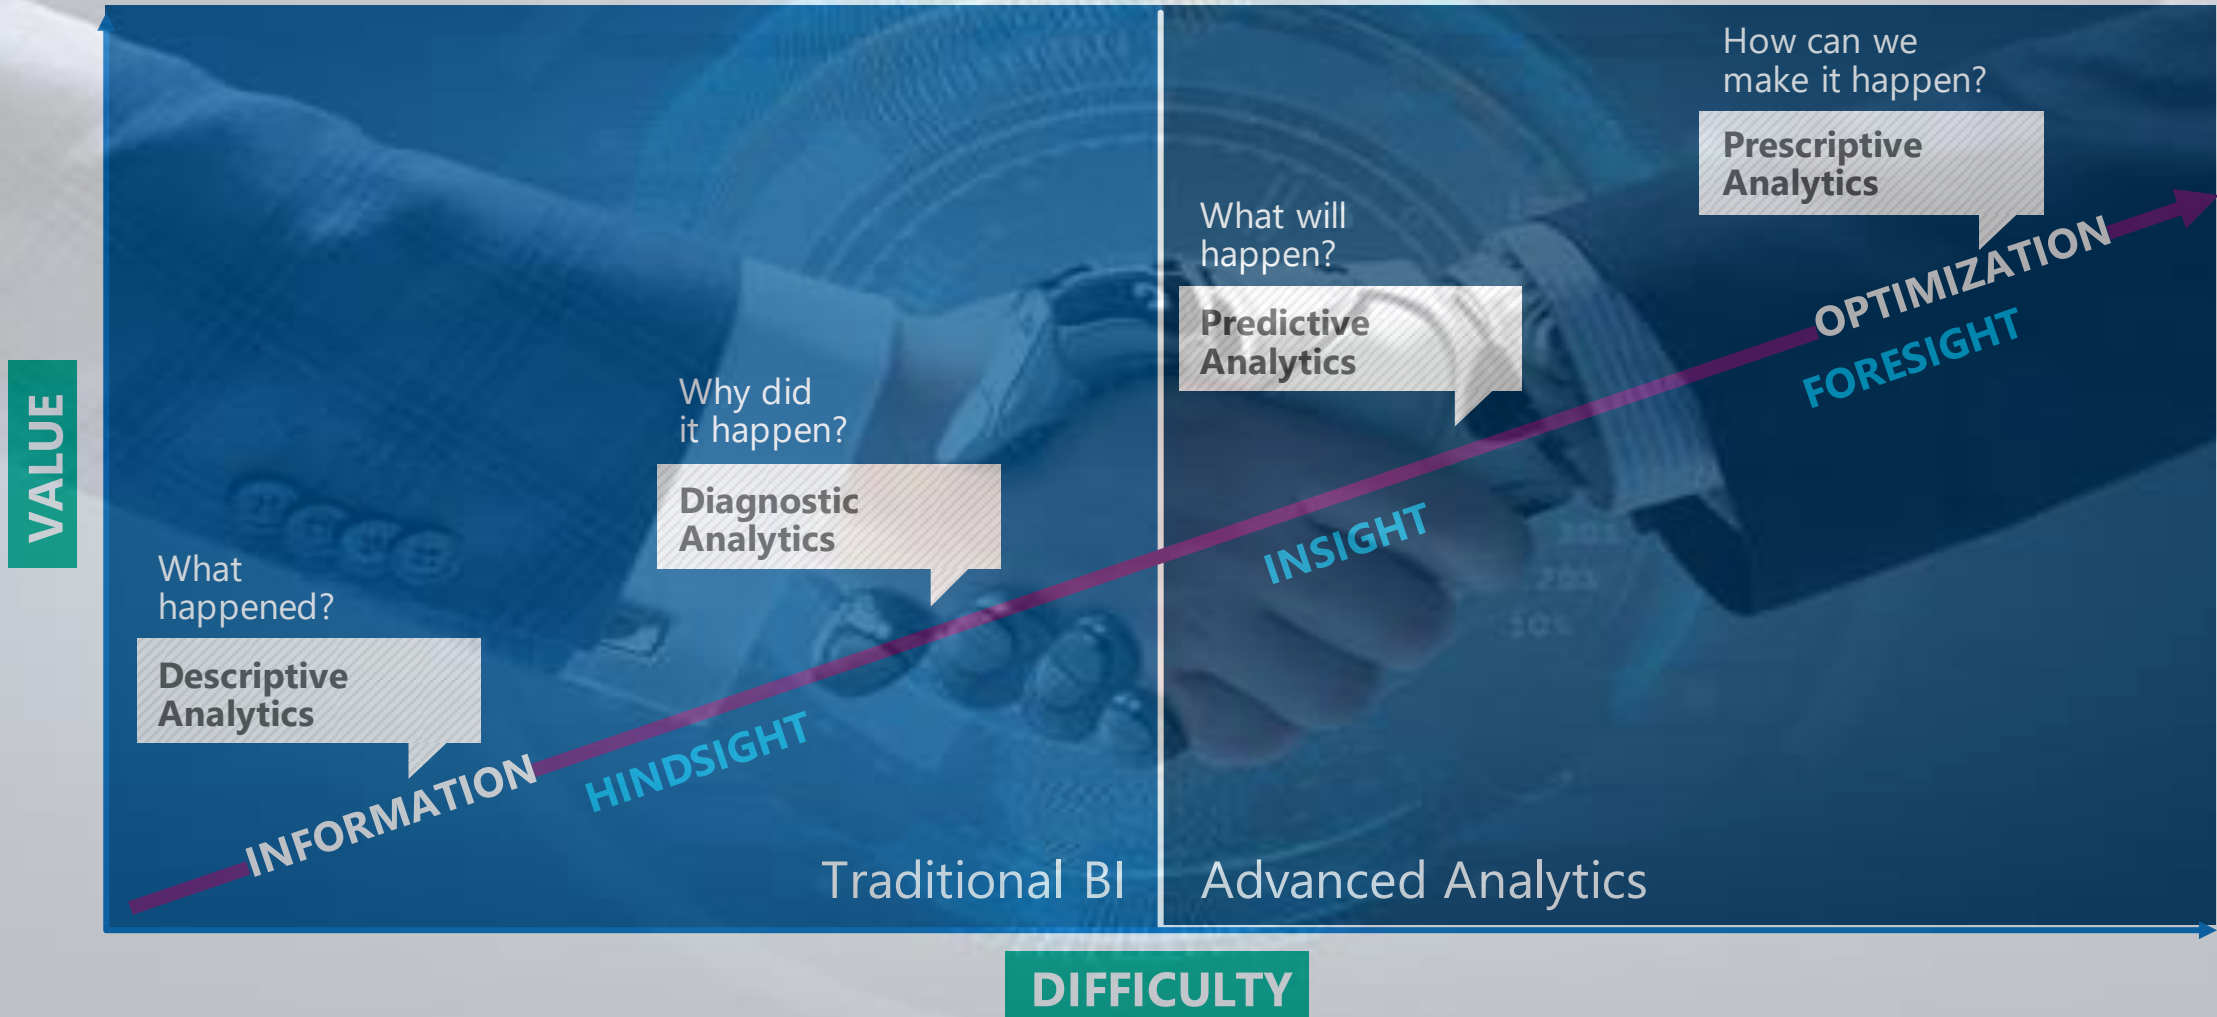 How can we
make it happen?
Prescriptive
Analytics
What will
happen?
Predictive
Analytics
OPTIMIZATION
FORESIGHT
Why did
it happen?
Diagnostic
Analytics
INSIGHT
VALUE
What
happened?
Descriptive
Analytics
INFORMATION
HINDSIGHT
Traditional BI
Advanced Analytics
DIFFICULTY